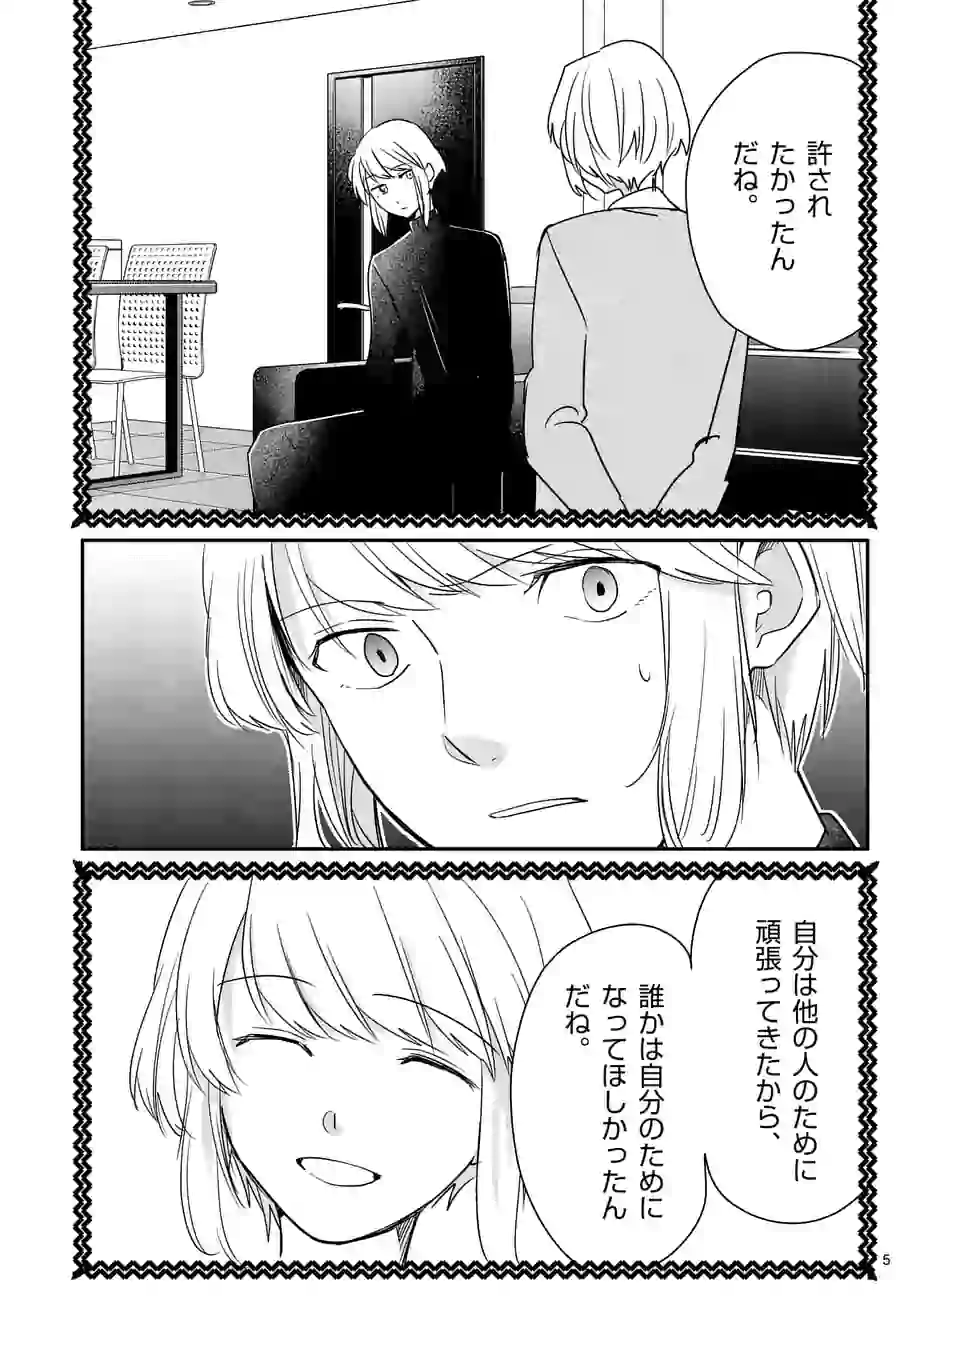 許され
たかったん
だね。
自分は他の人のために
頑張ってきたから、
誰かは自分のために
なってほしかったん
だね。
5